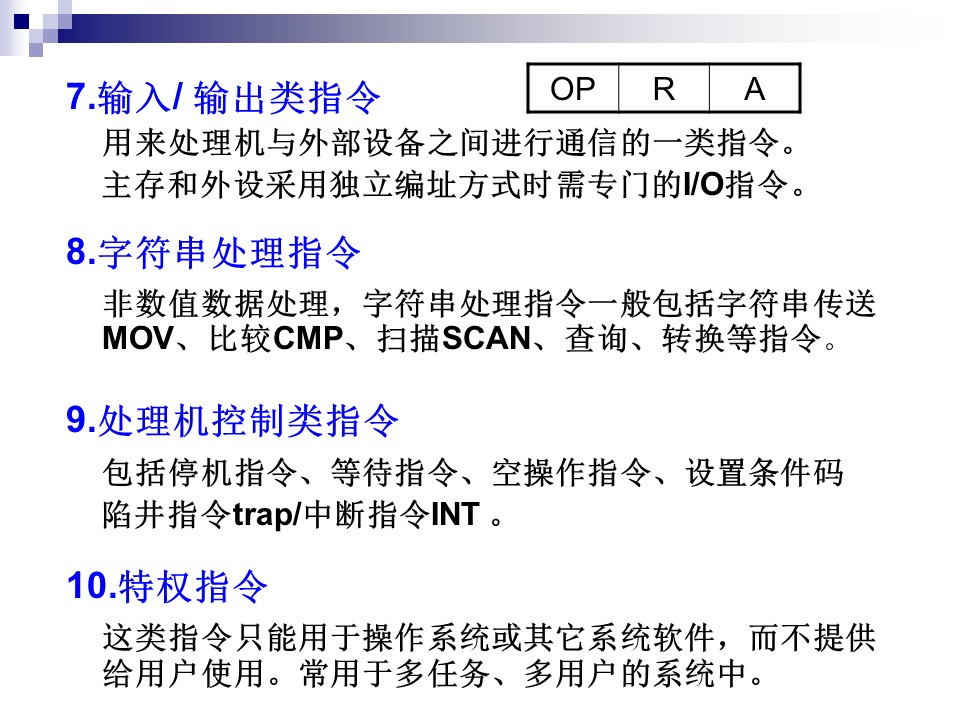 7.输入/ 输出类指令
OP R A
用来处理机与外部设备之间进行通信的一类指令。
主存和外设采用独立编址方式时需专门的I/O指令。
8.字符串处理指令
非数值数据处理，字符串处理指令一般包括字符串传送
MOV、比较CMP、扫描SCAN、查询、转换等指令。
9.处理机控制类指令
包括停机指令、等待指令、空操作指令、设置条件码
陷井指令trap/中断指令INT 。
10.特权指令
这类指令只能用于操作系统或其它系统软件，而不提供
给用户使用。常用于多任务、多用户的系统中。